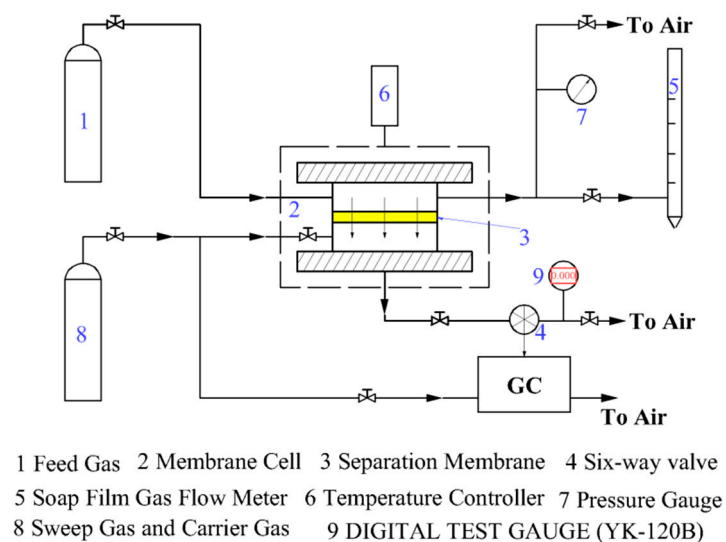 To Air
1
6
5
7
2
3
9
0.000
8
4
To Air
GC
To Air
1 Feed Gas 2 Membrane Cell 3 Separation Membrane 4 Six-way valve
5 Soap Film Gas Flow Meter 6 Temperature Controller 7 Pressure Gauge
8 Sweep Gas and Carrier Gas 9 DIGITAL TEST GAUGE (YK-120B)